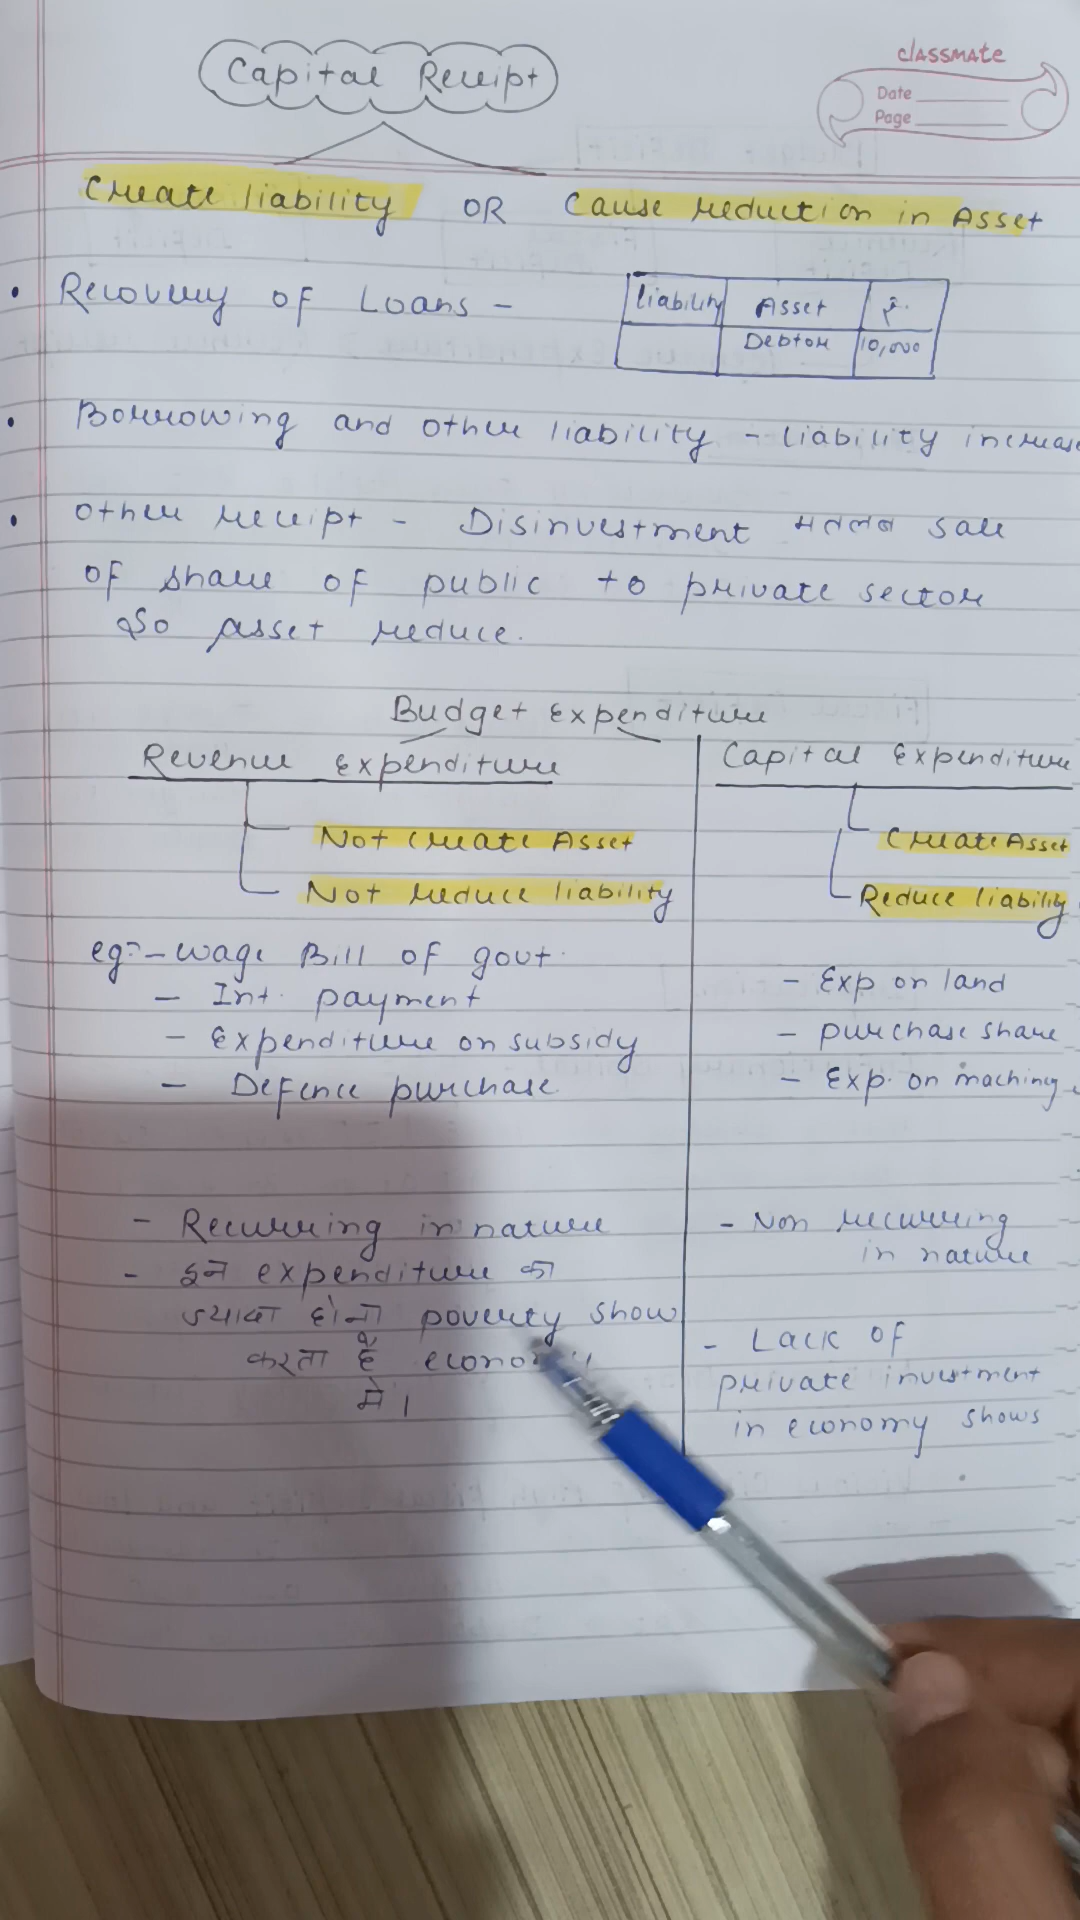 Capital Receipt
classmate
Date
Page
Create liability OR Cause reduction in Asset
• Recovery of Loans -
liability Asset ₹
Debtor 10,000
• Borrowing and other liability - liability increase
• other receipt - Disinvestment मतलब sale
of share of public to private sector
So asset reduce.
Budget Expenditure
Revenue Expenditure
Capital Expenditure
Not create Asset
Create Asset
Not reduce liability
Reduce liability
eg:- wage Bill of govt.
- Int. payment
- Exp on land
- Expenditure on subsidy
- purchase share
- Defence purchase
- Exp. on machinery
- Recurring in nature
- Non recurring
in nature
- इन expenditure का
ज्यादा होना poverty show
करता है economy
में।
- Lack of
private investment
in economy shows